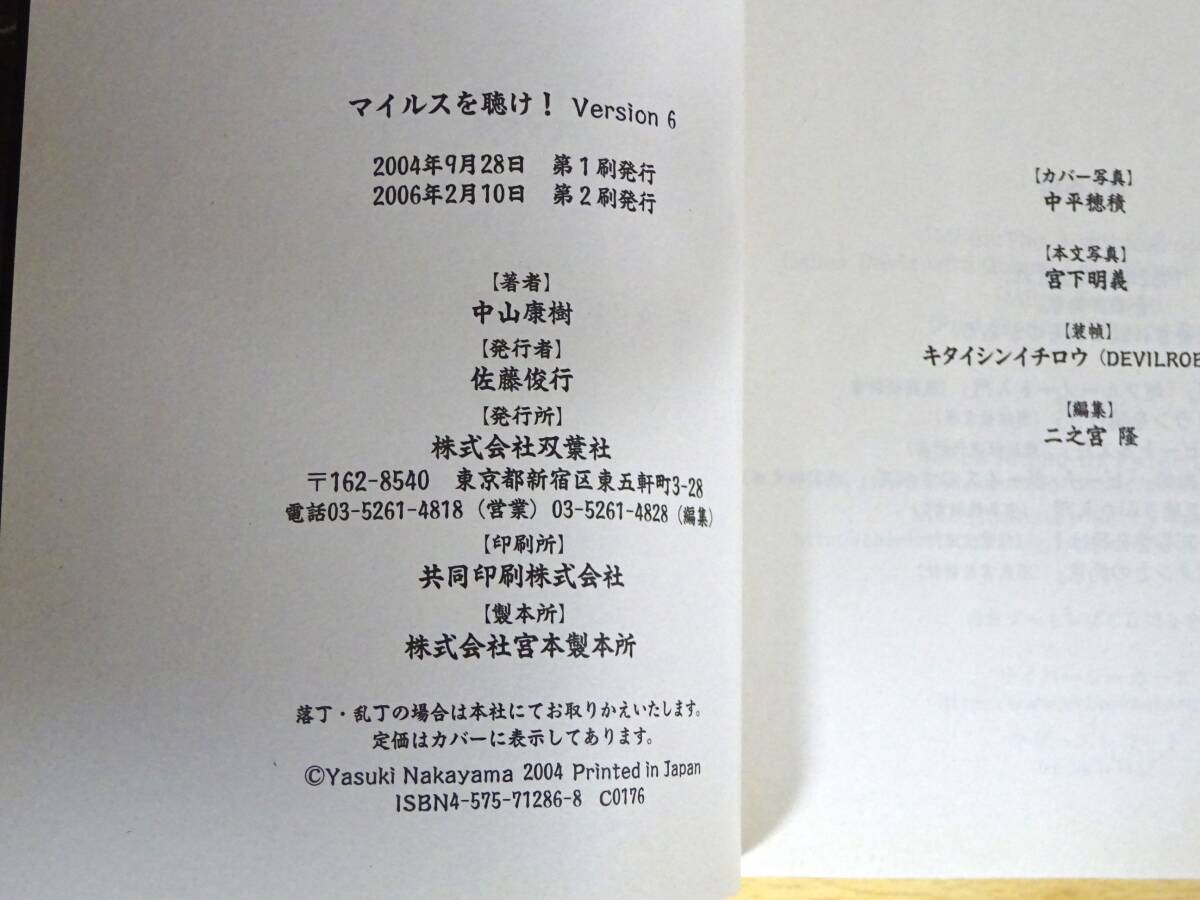 マイルスを聴け! Version 6
2004年9月28日 第1刷発行
2006年2月10日 第2刷発行
【著者】
中山康樹
【発行者】
佐藤俊行
【発行所】
株式会社双葉社
〒162-8540 東京都新宿区東五軒町3-28
電話03-5261-4818(営業) 03-5261-4828(編集)
【印刷所】
共同印刷株式会社
【製本所】
株式会社宮本製本所
落丁・乱丁の場合は本社にてお取りかえいたします。
定価はカバーに表示してあります。
©Yasuki Nakayama 2004 Printed in Japan
ISBN4-575-71286-8 C0176
【カバー写真】
中平穂積
【本文写真】
宮下明義
【装幀】
キタイシンイチロウ(DEVILROB
【編集】
二之宮 隆